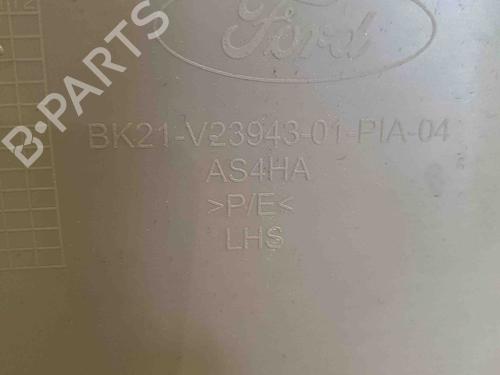 Ford
BK21-V23943-01-PIA-04
AS4HA
>P/E<
LHS
B-PARTS